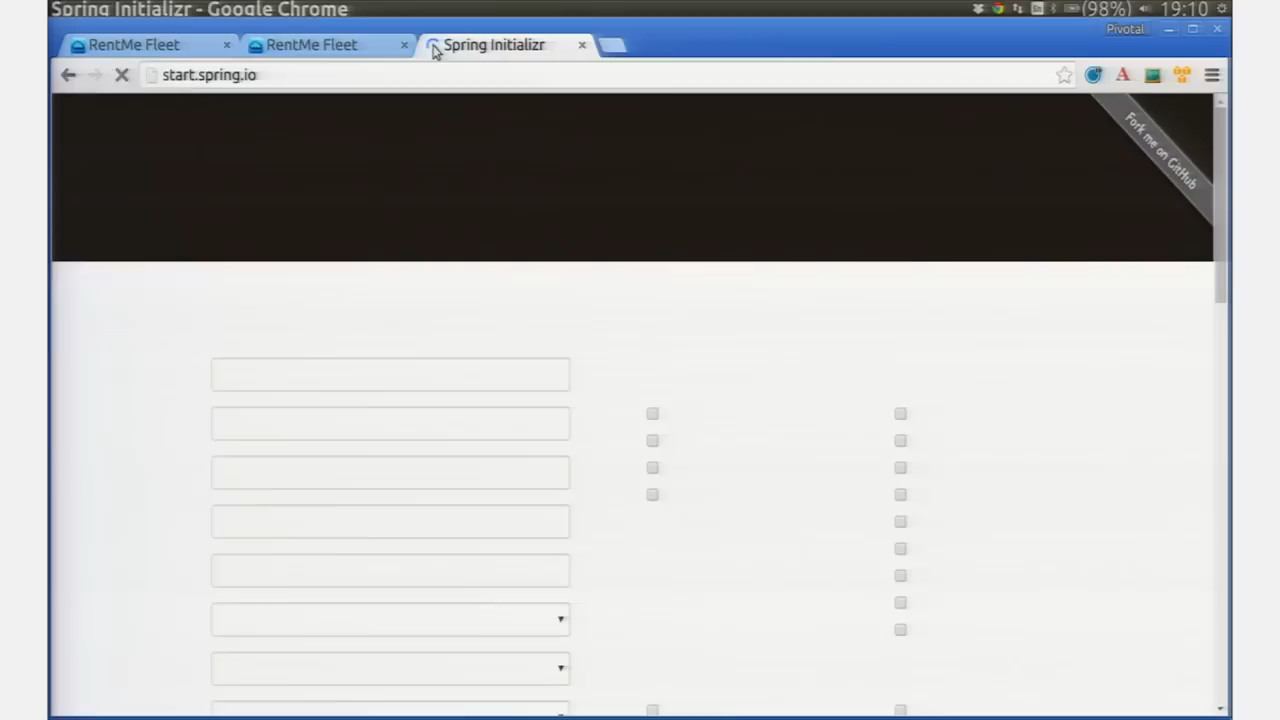 Spring Initializr - Google Chrome
(98%) 19:10
Pivotal
RentMe Fleet
RentMe Fleet
Spring Initializr
start.spring.io
Fork me on GitHub